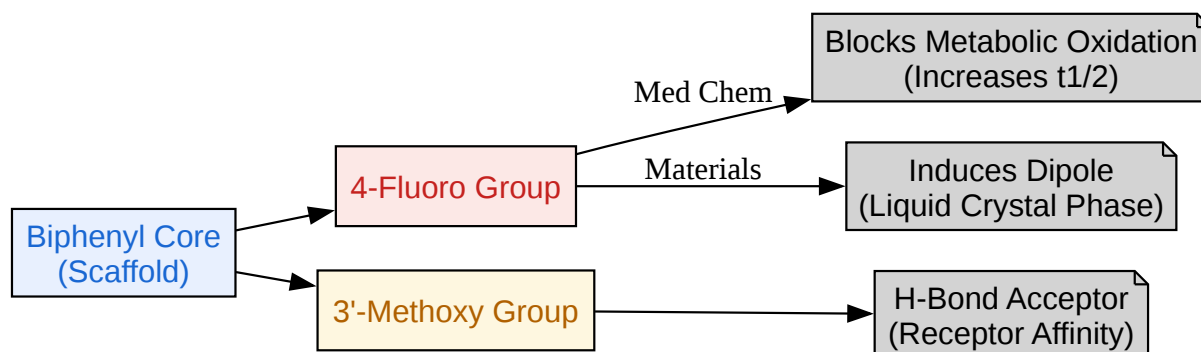 Biphenyl Core
(Scaffold)
4-Fluoro Group
3'-Methoxy Group
Med Chem
Materials
Blocks Metabolic Oxidation
(Increases t1/2)
Induces Dipole
(Liquid Crystal Phase)
H-Bond Acceptor
(Receptor Affinity)